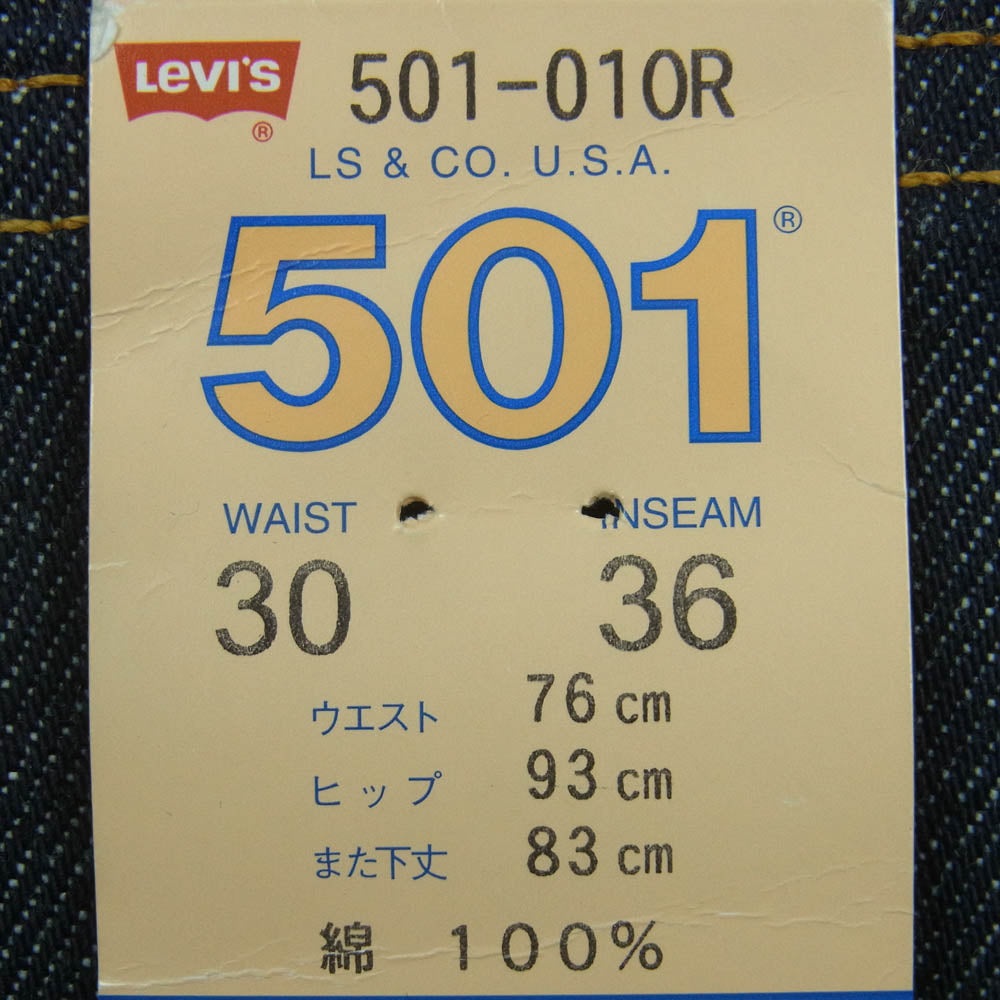 LEVI'S ® 501-010R
LS & CO. U.S.A.
501®
WAIST INSEAM
30 36
ウエスト 76 cm
ヒップ 93 cm
また下丈 83 cm
綿 100%